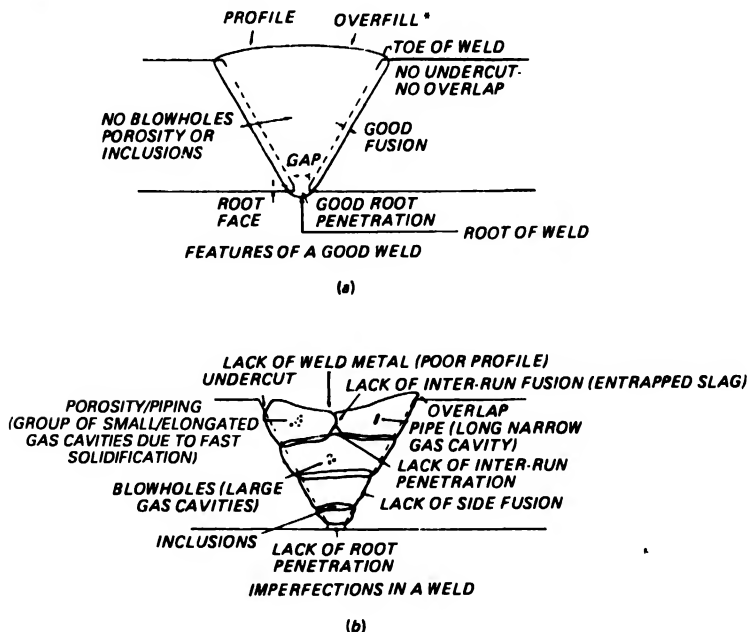 PROFILE
OVERFILL*
TOE OF WELD
NO UNDERCUT-
NO OVERLAP
NO BLOWHOLES
POROSITY OR
INCLUSIONS
GOOD
FUSION
GAP
ROOT
FACE
GOOD ROOT
PENETRATION
ROOT OF WELD
FEATURES OF A GOOD WELD
(a)
LACK OF WELD METAL (POOR PROFILE)
UNDERCUT
LACK OF INTER-RUN FUSION (ENTRAPPED SLAG)
POROSITY/PIPING
(GROUP OF SMALL/ELONGATED
GAS CAVITIES DUE TO FAST
SOLIDIFICATION)
OVERLAP
PIPE (LONG NARROW
GAS CAVITY)
LACK OF INTER-RUN
PENETRATION
BLOWHOLES (LARGE
GAS CAVITIES)
LACK OF SIDE FUSION
INCLUSIONS
LACK OF ROOT
PENETRATION
IMPERFECTIONS IN A WELD
(b)